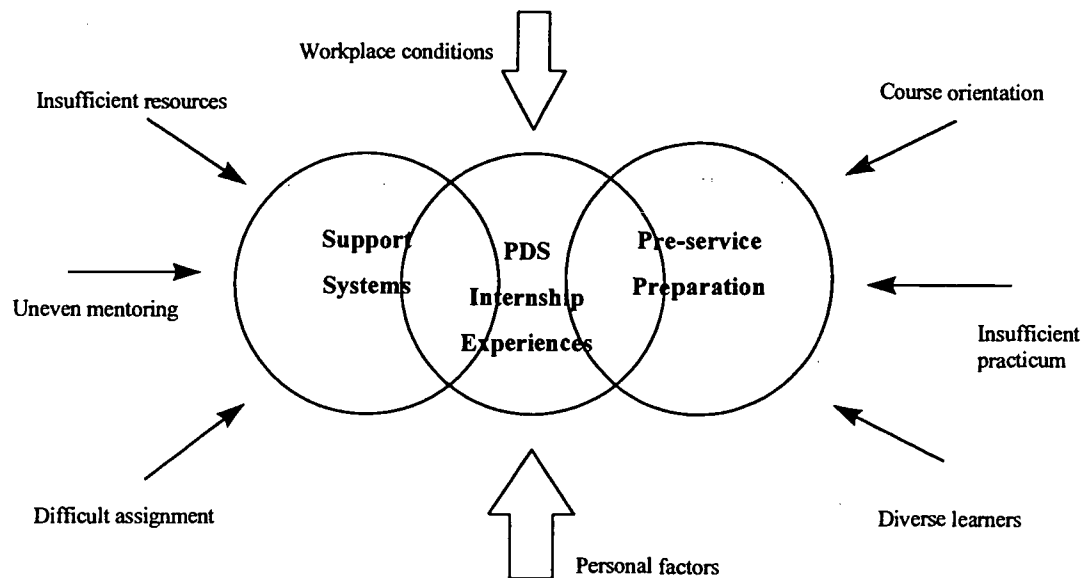 Workplace conditions
Insufficient resources
Course orientation
Support
Systems
PDS
Internship
Experiences
Pre-service
Preparation
Uneven mentoring
Insufficient
practicum
Difficult assignment
Diverse learners
Personal factors